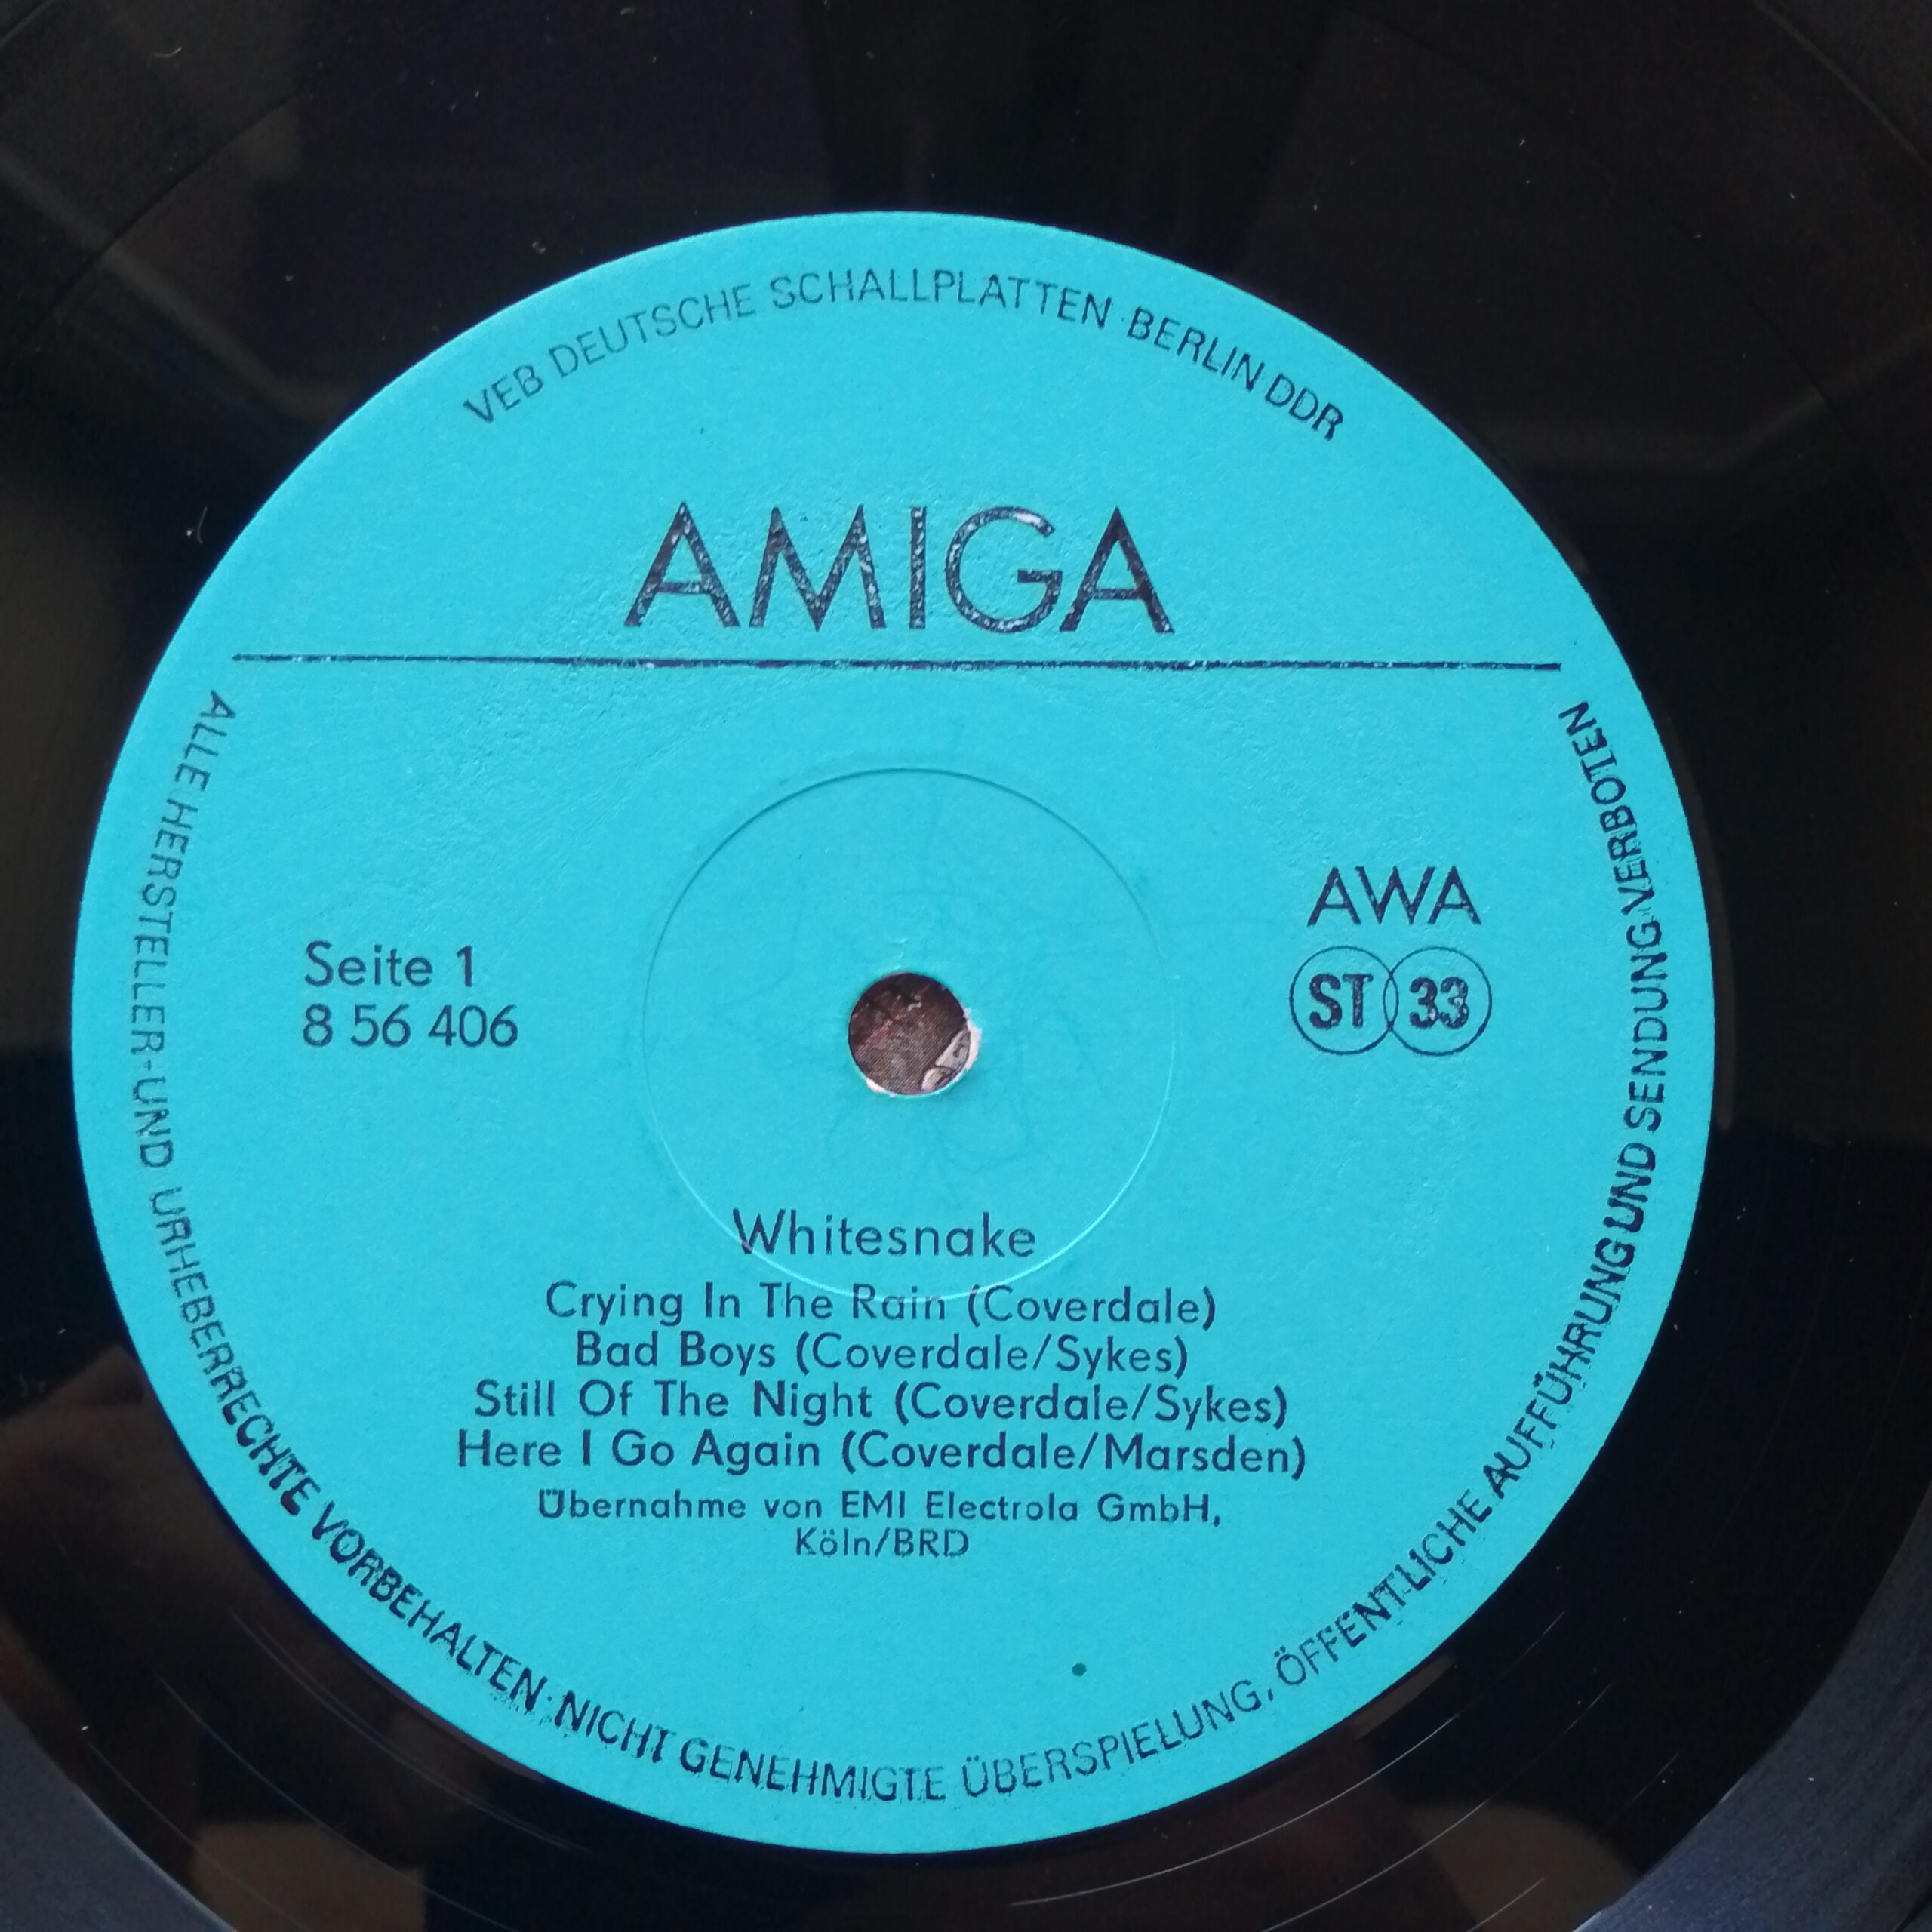 VEB DEUTSCHE SCHALLPLATTEN BERLIN DDR
AMIGA
Seite 1
8 56 406
AWA
ST 33
Whitesnake
Crying In The Rain (Coverdale)
Bad Boys (Coverdale/Sykes)
Still Of The Night (Coverdale/Sykes)
Here I Go Again (Coverdale/Marsden)
Übernahme von EMI Electrola GmbH,
Köln/BRD
ALLE HERSTELLER-UND URHEBERRECHTE VORBEHALTEN · NICHT GENEHMIGTE ÜBERSPIELUNG, ÖFFENTLICHE AUFFÜHRUNG UND SENDUNG VERBOTEN